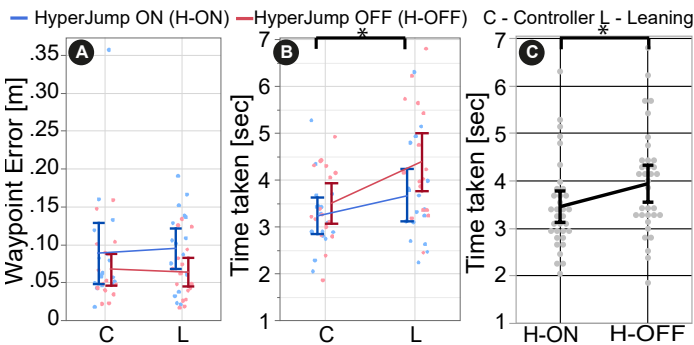 HyperJump ON (H-ON) HyperJump OFF (H-OFF) C - Controller L - Leaning
A
Waypoint Error [m]
.35
.30
.25
.20
.15
.10
.05
0
C L
B
*
Time taken [sec]
7
6
5
4
3
2
1
C L
C
*
Time taken [sec]
7
6
5
4
3
2
1
H-ON H-OFF